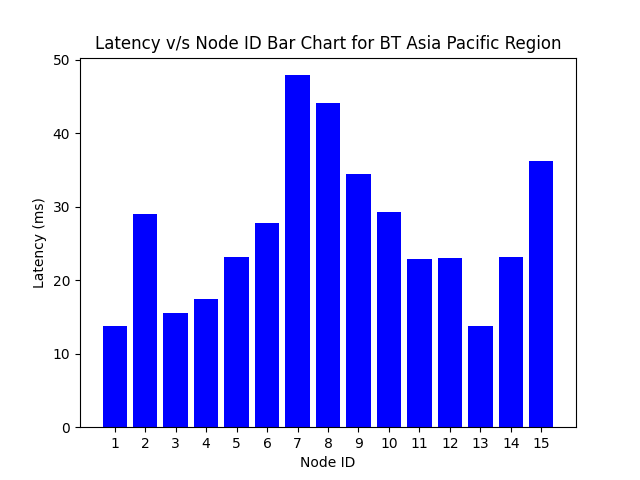 Latency v/s Node ID Bar Chart for BT Asia Pacific Region
50
40
30
20
10
0
Latency (ms)
1 2 3 4 5 6 7 8 9 10 11 12 13 14 15
Node ID